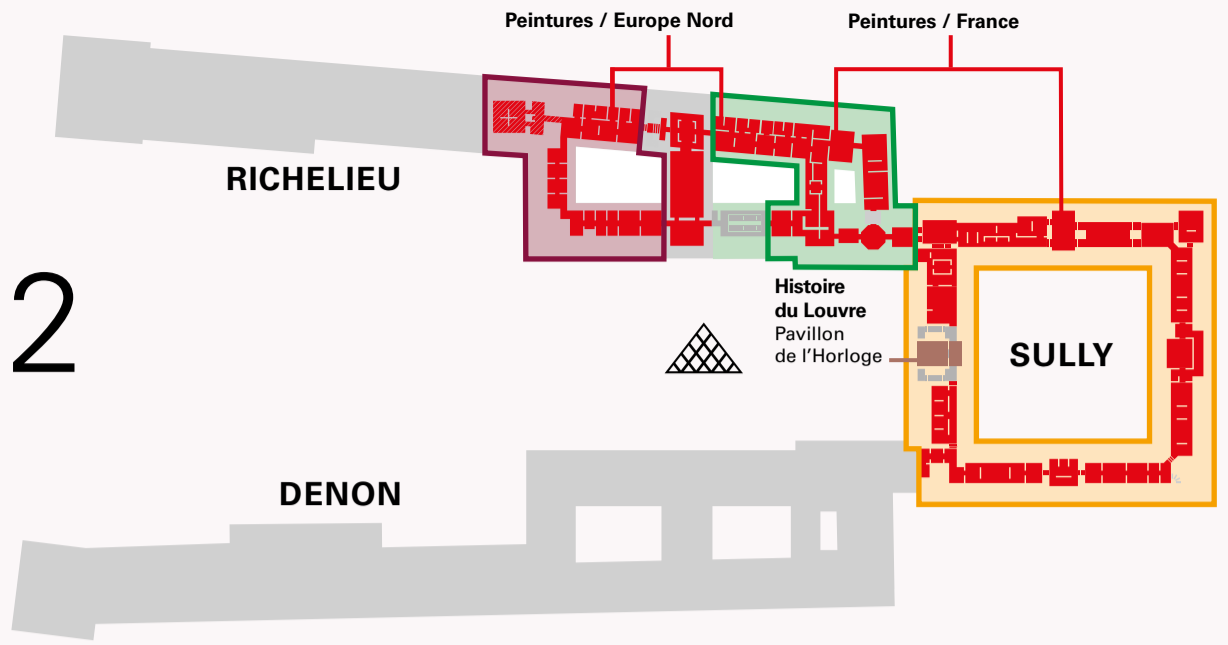 Peintures / Europe Nord
Peintures / France
RICHELIEU
2
Histoire
du Louvre
Pavillon
de l'Horloge
SULLY
DENON